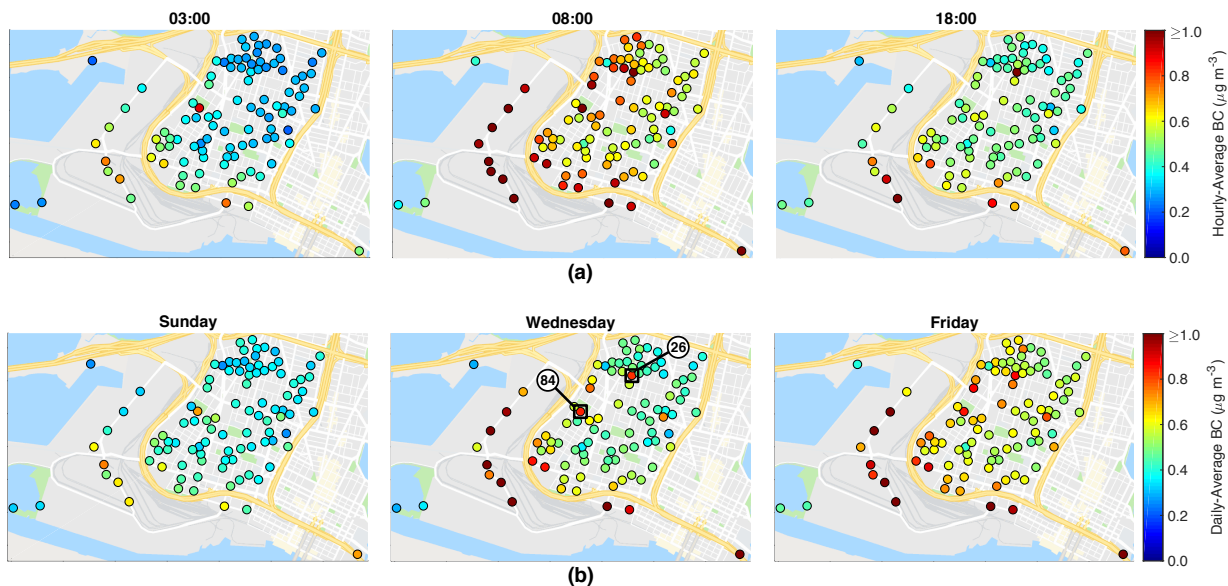 03:00
08:00
18:00
≥1.0
0.8
0.6
0.4
0.2
0.0
Hourly-Average BC (μg m-3)
(a)
Sunday
Wednesday
Friday
26
84
≥1.0
0.8
0.6
0.4
0.2
0.0
Daily-Average BC (μg m-3)
(b)